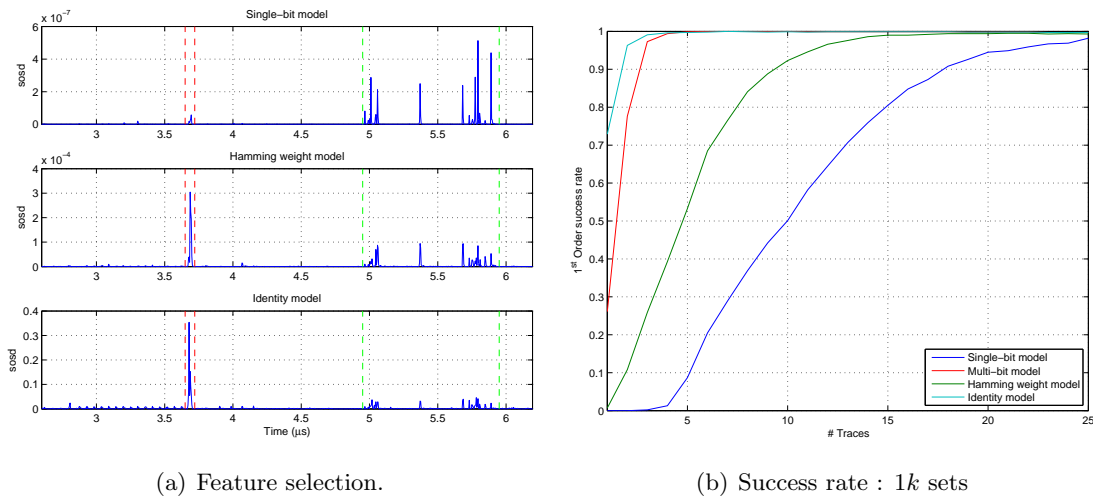 Single-bit model
x 10⁻⁷
6
4
2
0
sosd
3 3.5 4 4.5 5 5.5 6
Hamming weight model
x 10⁻⁴
4
3
2
1
0
sosd
3 3.5 4 4.5 5 5.5 6
Identity model
0.4
0.3
0.2
0.1
0
sosd
3 3.5 4 4.5 5 5.5 6
Time (μs)
(a) Feature selection.
1
0.9
0.8
0.7
0.6
0.5
0.4
0.3
0.2
0.1
0
1ˢᵗ Order success rate
5 10 15 20 25
# Traces
Single−bit model
Multi−bit model
Hamming weight model
Identity model
(b) Success rate : 1k sets